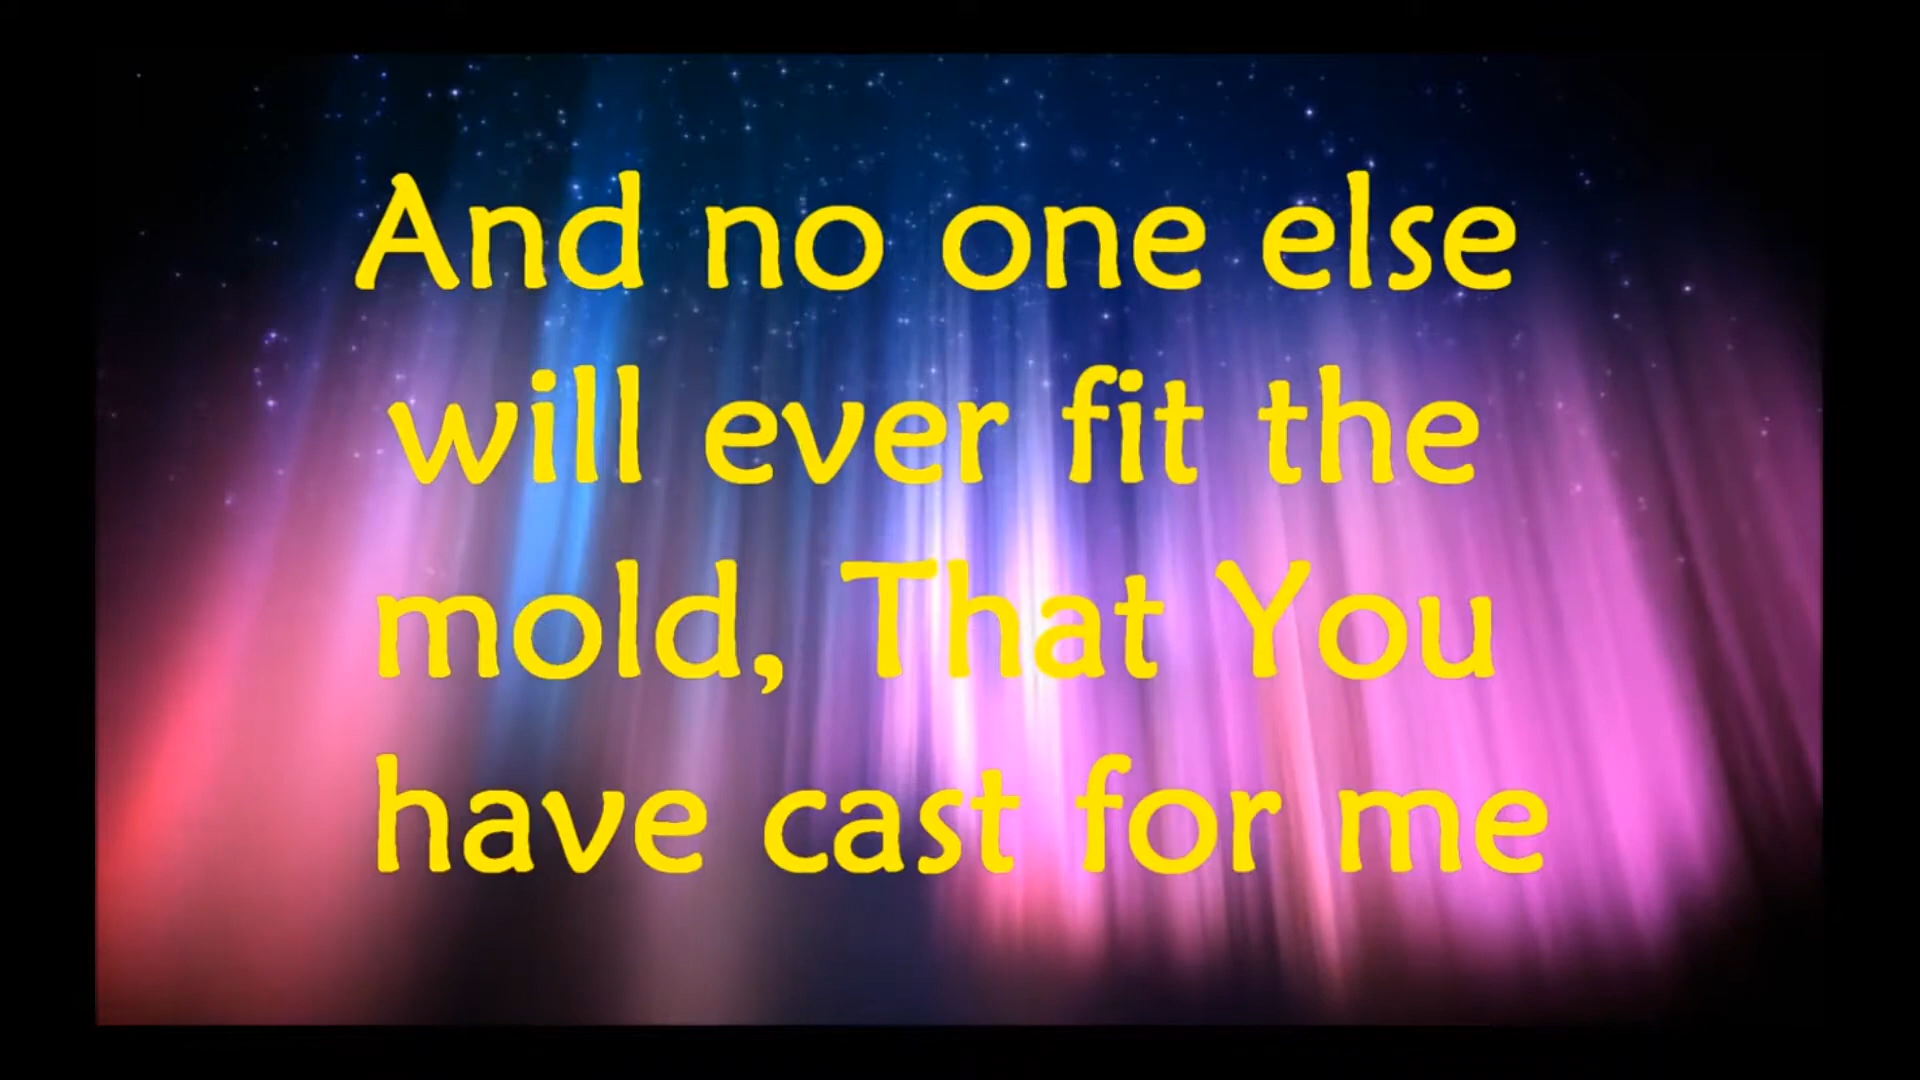 And no one else
will ever fit the
mold, That You
have cast for me